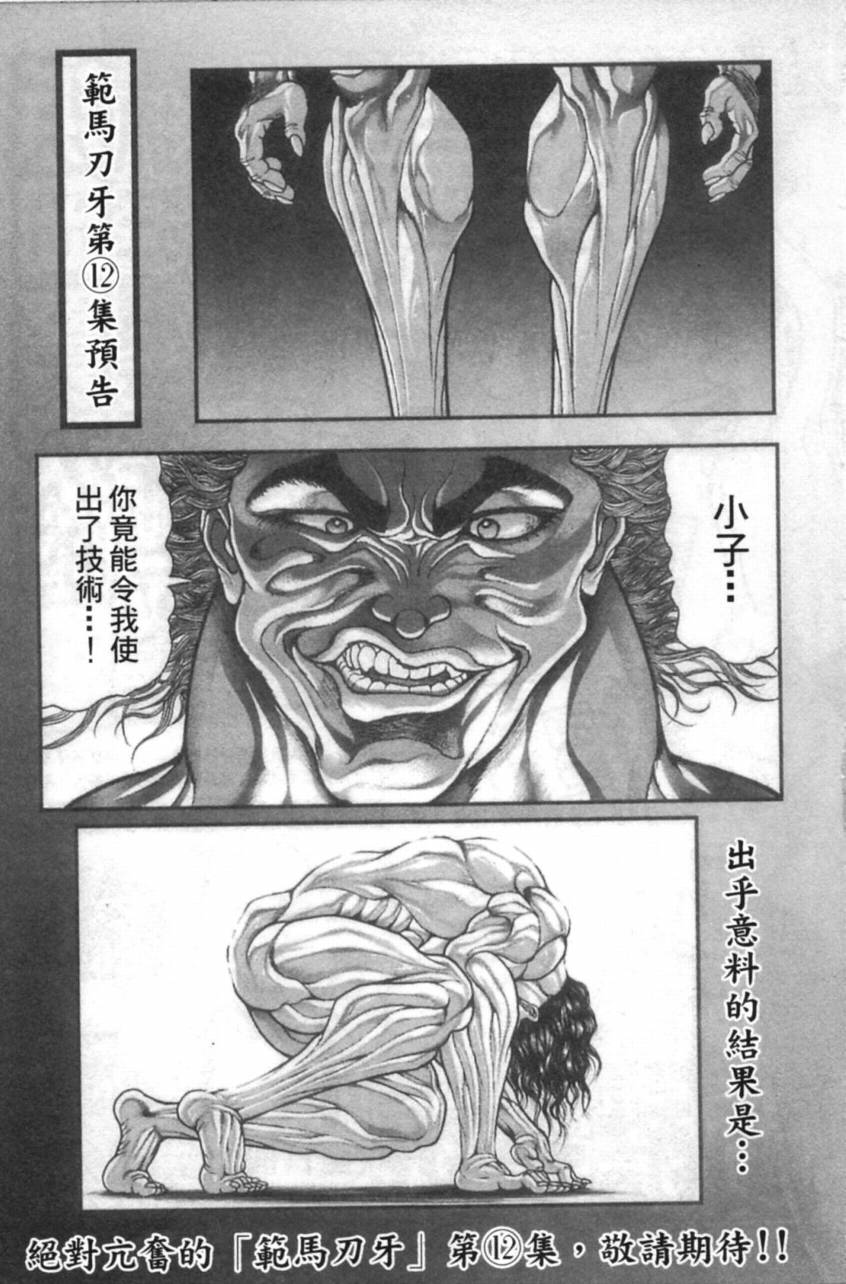 範馬刃牙第⑫集預告
小子⋯
你竟能令我使
出了技術⋯！
出乎意料的結果是⋯
絕對亢奮的「範馬刃牙」第⑫集，敬請期待!!